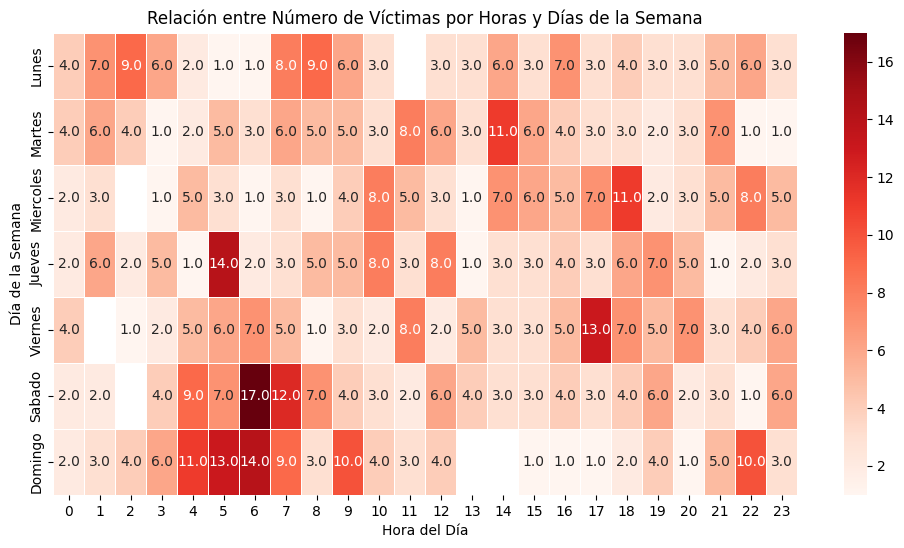 Relación entre Número de Víctimas por Horas y Días de la Semana
Día de la Semana
Lunes 4.0 7.0 9.0 6.0 2.0 1.0 1.0 8.0 9.0 6.0 3.0 3.0 3.0 6.0 3.0 7.0 3.0 4.0 3.0 3.0 5.0 6.0 3.0
Martes 4.0 6.0 4.0 1.0 2.0 5.0 3.0 6.0 5.0 5.0 3.0 8.0 6.0 3.0 11.0 6.0 4.0 3.0 3.0 2.0 3.0 7.0 1.0 1.0
Miercoles 2.0 3.0 1.0 5.0 3.0 1.0 3.0 1.0 4.0 8.0 5.0 3.0 1.0 7.0 6.0 5.0 7.0 11.0 2.0 3.0 5.0 8.0 5.0
Jueves 2.0 6.0 2.0 5.0 1.0 14.0 2.0 3.0 5.0 5.0 8.0 3.0 8.0 1.0 3.0 3.0 4.0 3.0 6.0 7.0 5.0 1.0 2.0 3.0
Viernes 4.0 1.0 2.0 5.0 6.0 7.0 5.0 1.0 3.0 2.0 8.0 2.0 5.0 3.0 3.0 5.0 13.0 7.0 5.0 7.0 3.0 4.0 6.0
Sabado 2.0 2.0 4.0 9.0 7.0 17.0 12.0 7.0 4.0 3.0 2.0 6.0 4.0 3.0 3.0 4.0 3.0 4.0 6.0 2.0 3.0 1.0 6.0
Domingo 2.0 3.0 4.0 6.0 11.0 13.0 14.0 9.0 3.0 10.0 4.0 3.0 4.0 1.0 1.0 1.0 2.0 4.0 1.0 5.0 10.0 3.0
0 1 2 3 4 5 6 7 8 9 10 11 12 13 14 15 16 17 18 19 20 21 22 23
Hora del Día
16
14
12
10
8
6
4
2